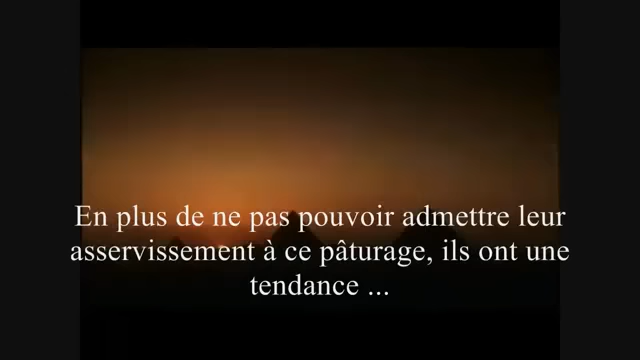 En plus de ne pas pouvoir admettre leur
asservissement à ce pâturage, ils ont une
tendance ...